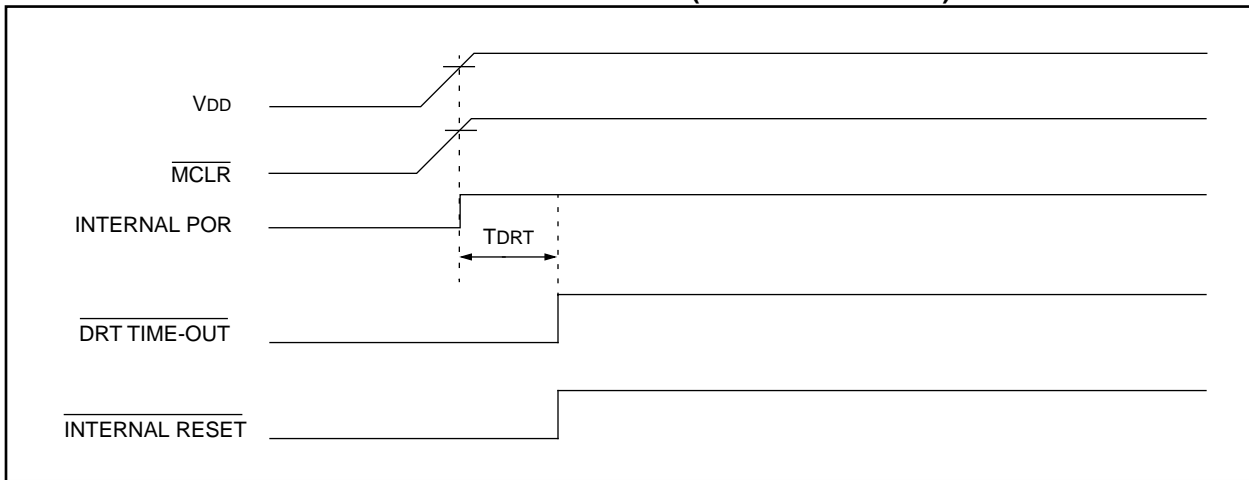 VDD
MCLR
INTERNAL POR
TDRT
DRT TIME-OUT
INTERNAL RESET